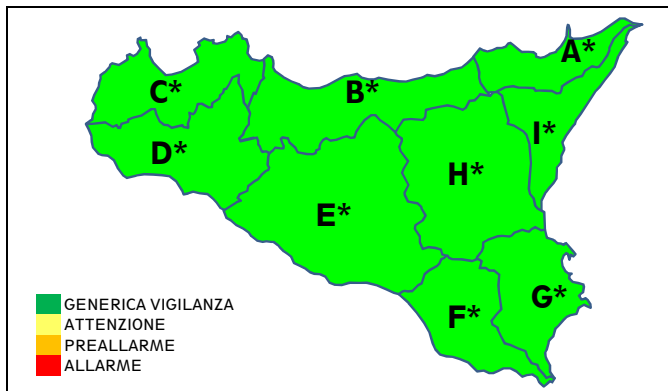 A*
B*
C*
I*
D*
H*
E*
G*
F*
GENERICA VIGILANZA
ATTENZIONE
PREALLARME
ALLARME